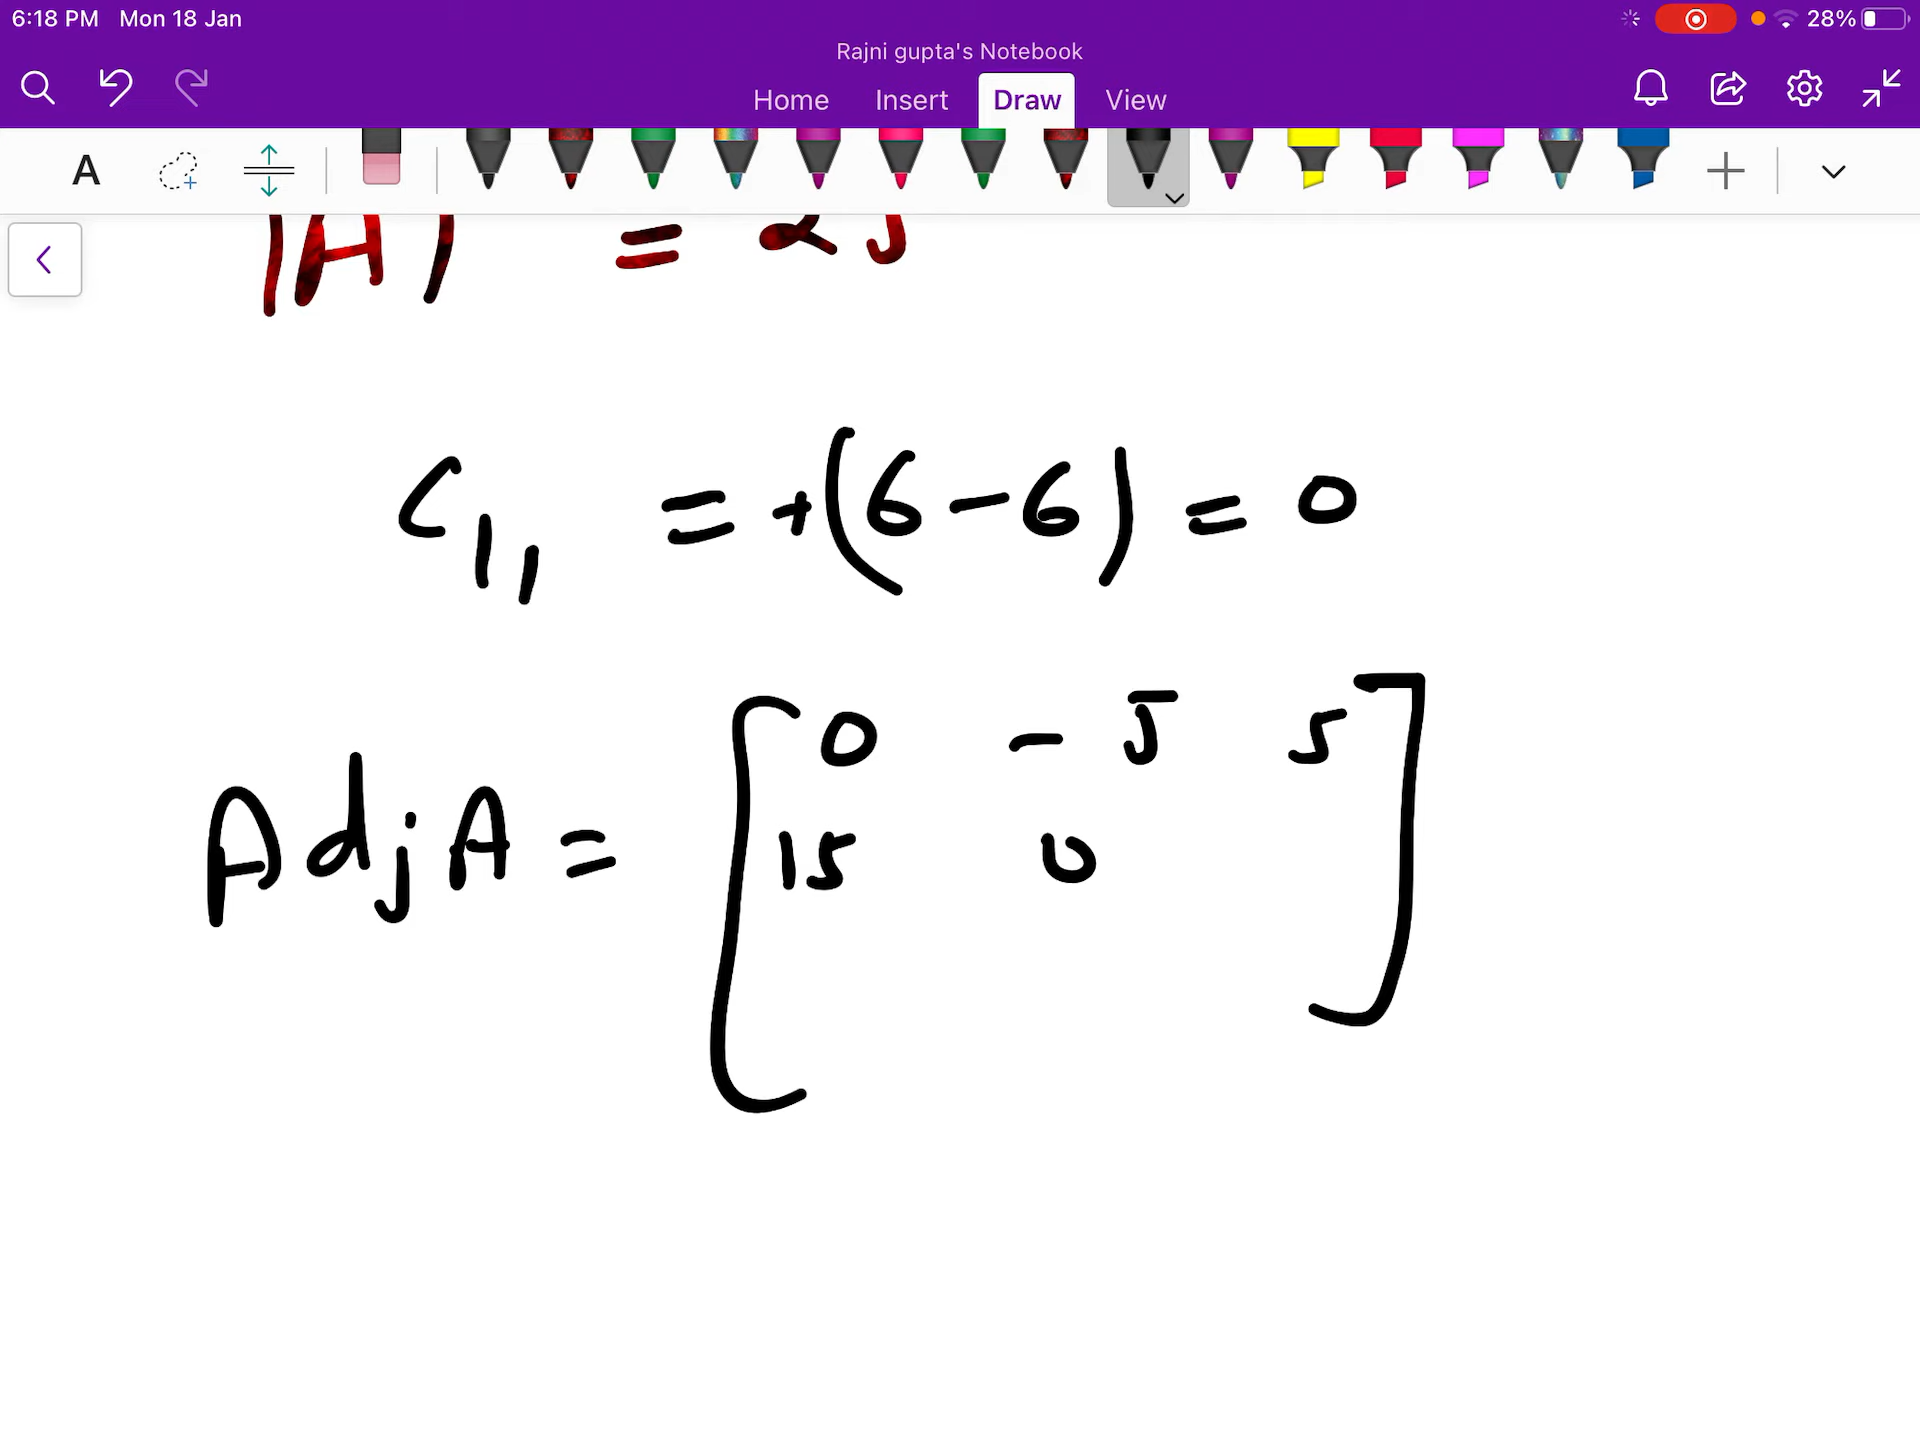 6:18 PM Mon 18 Jan 28%
Rajni gupta's Notebook
Home Insert Draw View
A
|A| = 25
C11 = +(6-6) = 0
AdjA = [ 0 -5 5
15 0 ]